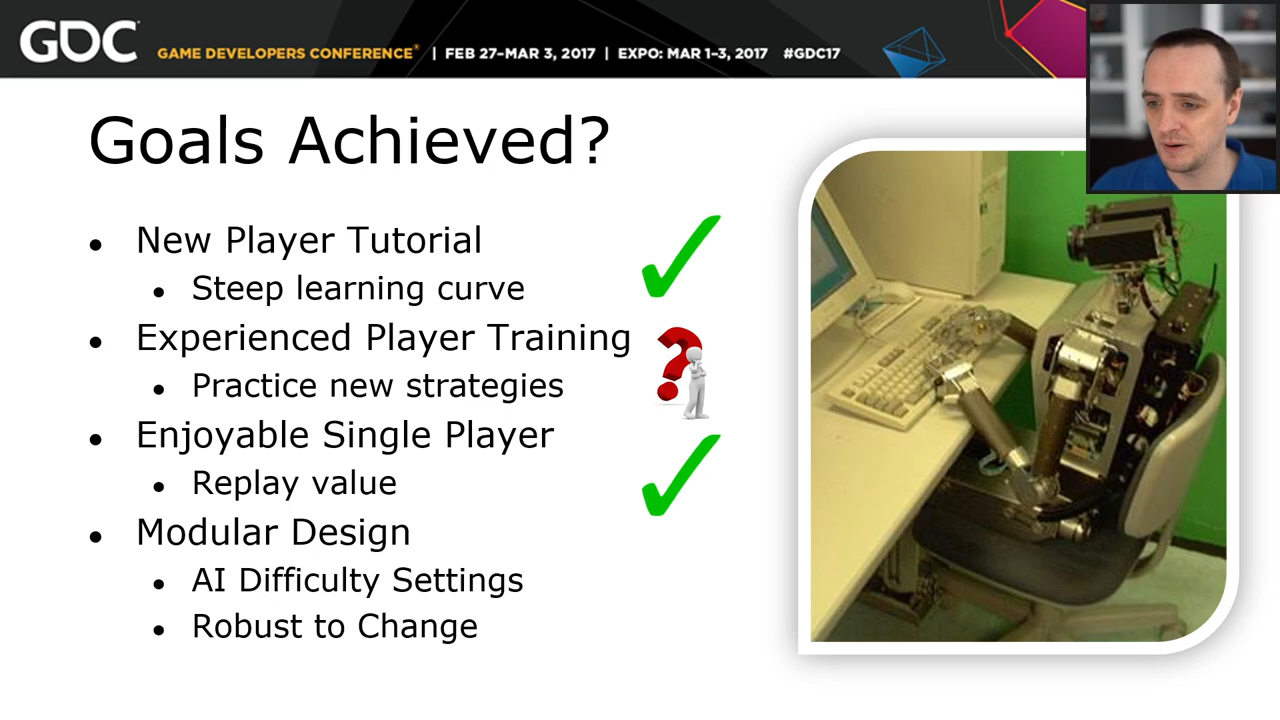 GDC GAME DEVELOPERS CONFERENCE® | FEB 27–MAR 3, 2017 | EXPO: MAR 1–3, 2017 #GDC17
Goals Achieved?
• New Player Tutorial
• Steep learning curve
• Experienced Player Training
• Practice new strategies
• Enjoyable Single Player
• Replay value
• Modular Design
• AI Difficulty Settings
• Robust to Change